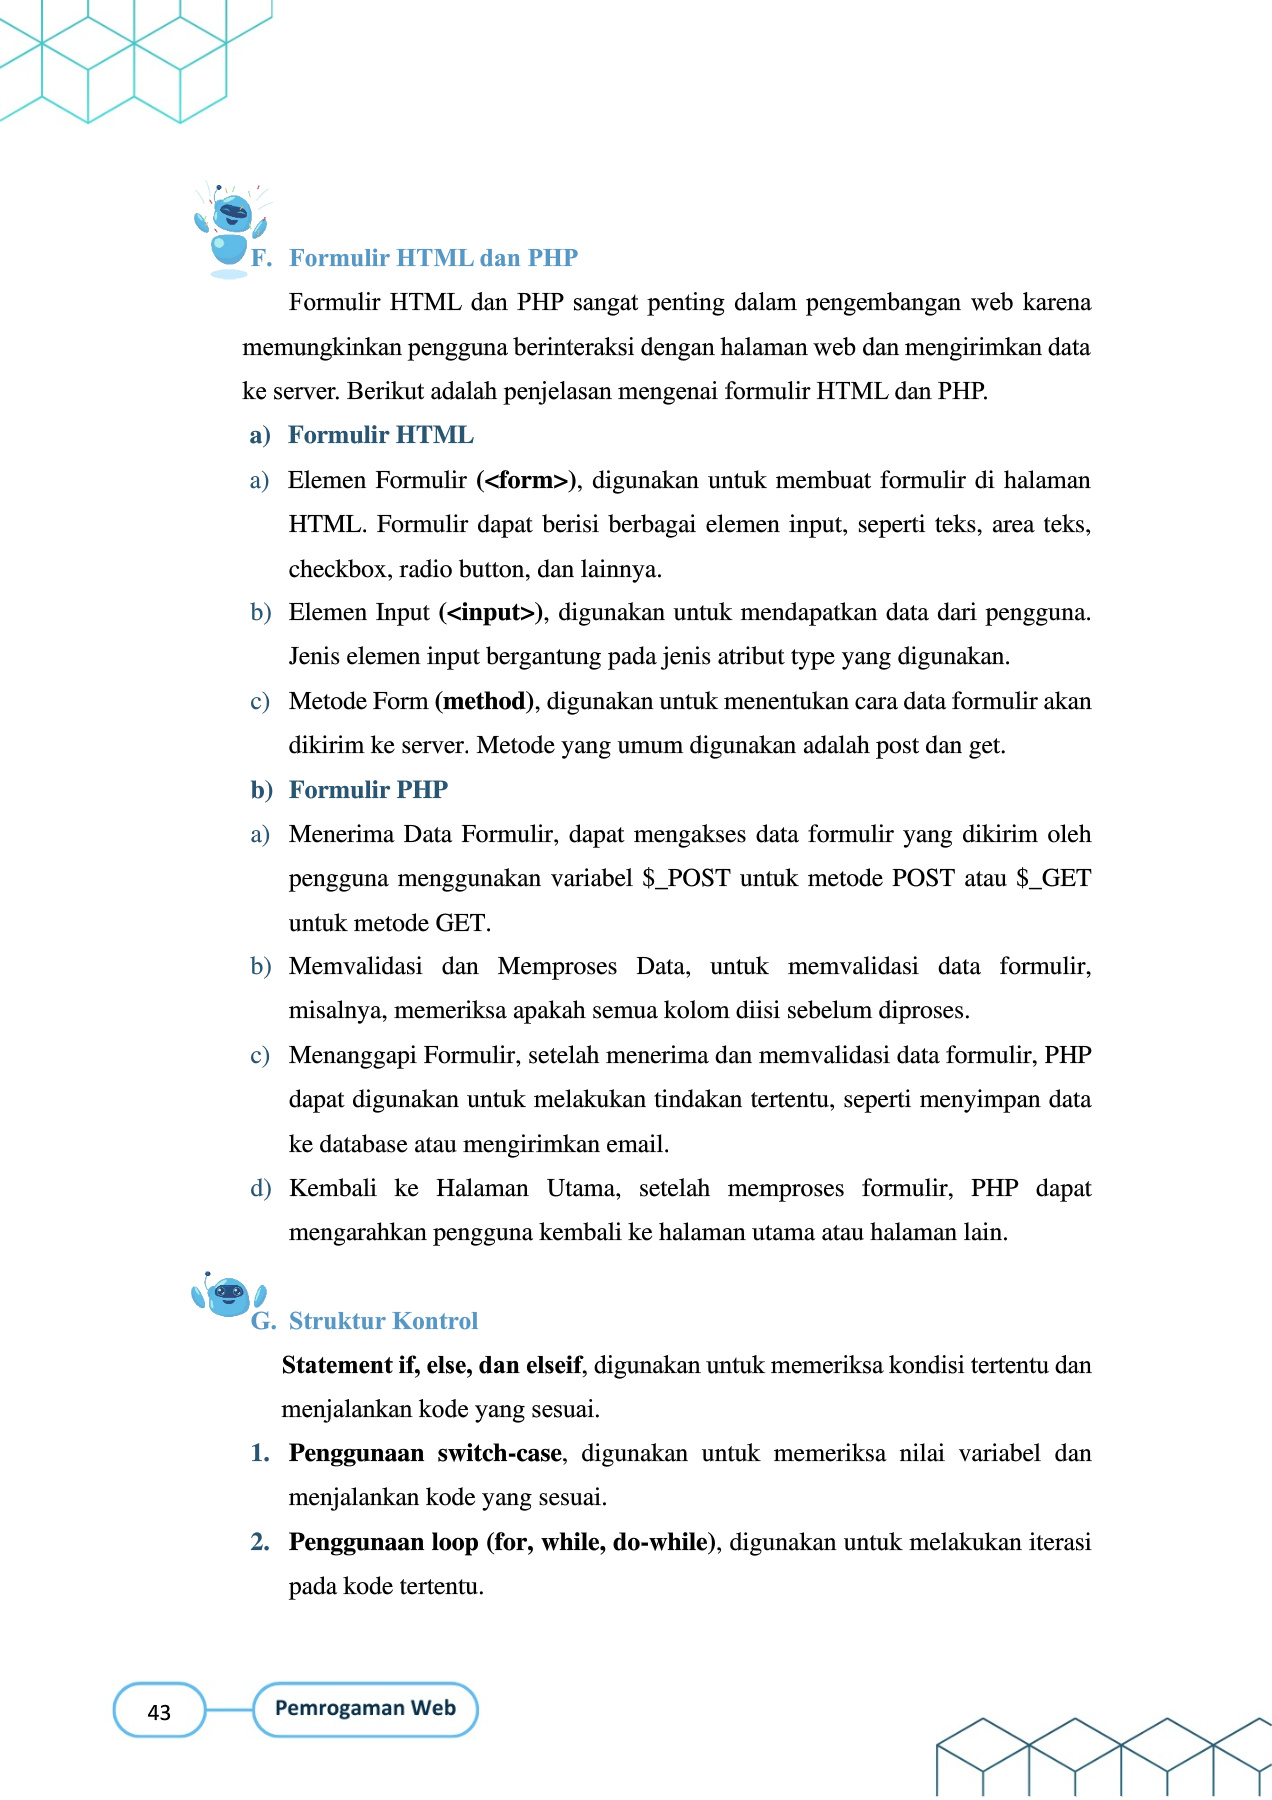 F. Formulir HTML dan PHP
Formulir HTML dan PHP sangat penting dalam pengembangan web karena
memungkinkan pengguna berinteraksi dengan halaman web dan mengirimkan data
ke server. Berikut adalah penjelasan mengenai formulir HTML dan PHP.
a) Formulir HTML
a) Elemen Formulir (<form>), digunakan untuk membuat formulir di halaman
HTML. Formulir dapat berisi berbagai elemen input, seperti teks, area teks,
checkbox, radio button, dan lainnya.
b) Elemen Input (<input>), digunakan untuk mendapatkan data dari pengguna.
Jenis elemen input bergantung pada jenis atribut type yang digunakan.
c) Metode Form (method), digunakan untuk menentukan cara data formulir akan
dikirim ke server. Metode yang umum digunakan adalah post dan get.
b) Formulir PHP
a) Menerima Data Formulir, dapat mengakses data formulir yang dikirim oleh
pengguna menggunakan variabel $_POST untuk metode POST atau $_GET
untuk metode GET.
b) Memvalidasi dan Memproses Data, untuk memvalidasi data formulir,
misalnya, memeriksa apakah semua kolom diisi sebelum diproses.
c) Menanggapi Formulir, setelah menerima dan memvalidasi data formulir, PHP
dapat digunakan untuk melakukan tindakan tertentu, seperti menyimpan data
ke database atau mengirimkan email.
d) Kembali ke Halaman Utama, setelah memproses formulir, PHP dapat
mengarahkan pengguna kembali ke halaman utama atau halaman lain.
G. Struktur Kontrol
Statement if, else, dan elseif, digunakan untuk memeriksa kondisi tertentu dan
menjalankan kode yang sesuai.
1. Penggunaan switch-case, digunakan untuk memeriksa nilai variabel dan
menjalankan kode yang sesuai.
2. Penggunaan loop (for, while, do-while), digunakan untuk melakukan iterasi
pada kode tertentu.
43 Pemrogaman Web